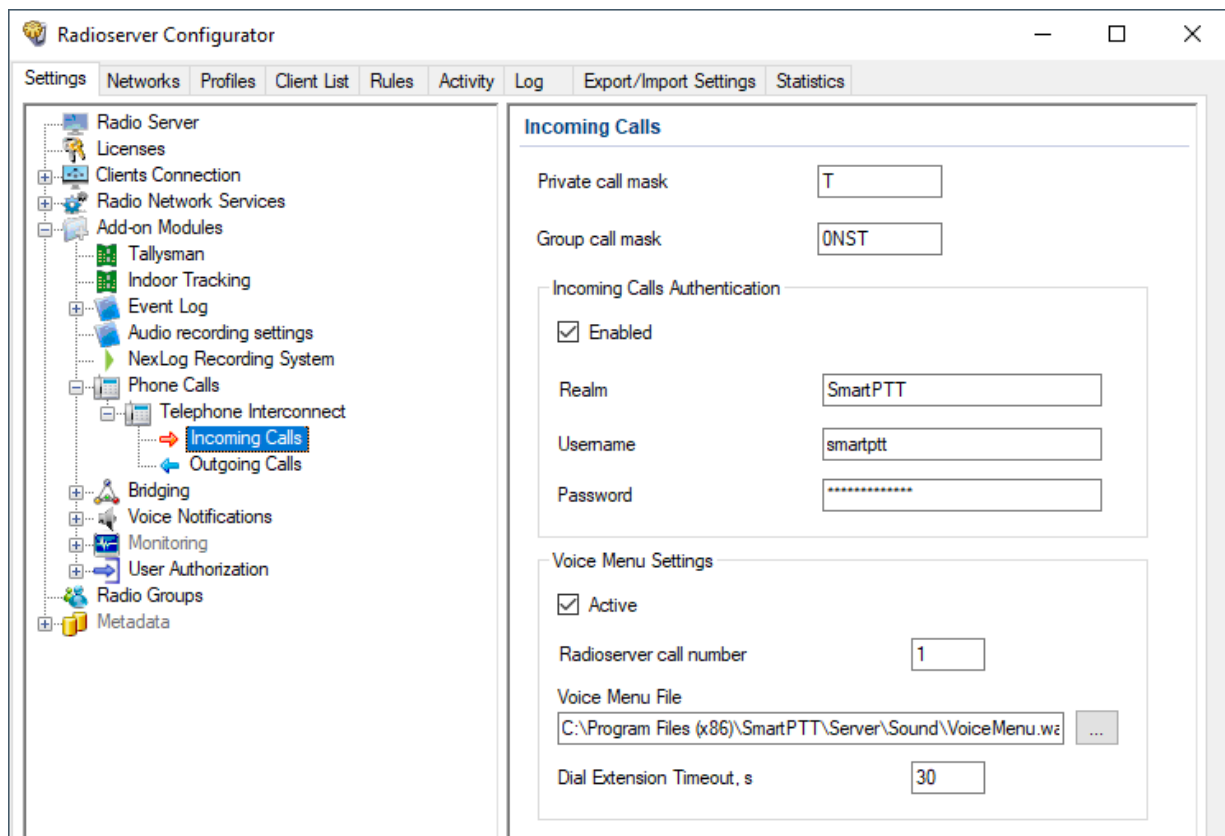 Radioserver Configurator
Settings Networks Profiles Client List Rules Activity Log Export/Import Settings Statistics
Radio Server
Licenses
Clients Connection
Radio Network Services
Add-on Modules
Tallysman
Indoor Tracking
Event Log
Audio recording settings
NexLog Recording System
Phone Calls
Telephone Interconnect
Incoming Calls
Outgoing Calls
Bridging
Voice Notifications
Monitoring
User Authorization
Radio Groups
Metadata
Incoming Calls
Private call mask T
Group call mask 0NST
Incoming Calls Authentication
Enabled
Realm SmartPTT
Username smartptt
Password *************
Voice Menu Settings
Active
Radioserver call number 1
Voice Menu File
C:\Program Files (x86)\SmartPTT\Server\Sound\VoiceMenu.wa ...
Dial Extension Timeout, s 30